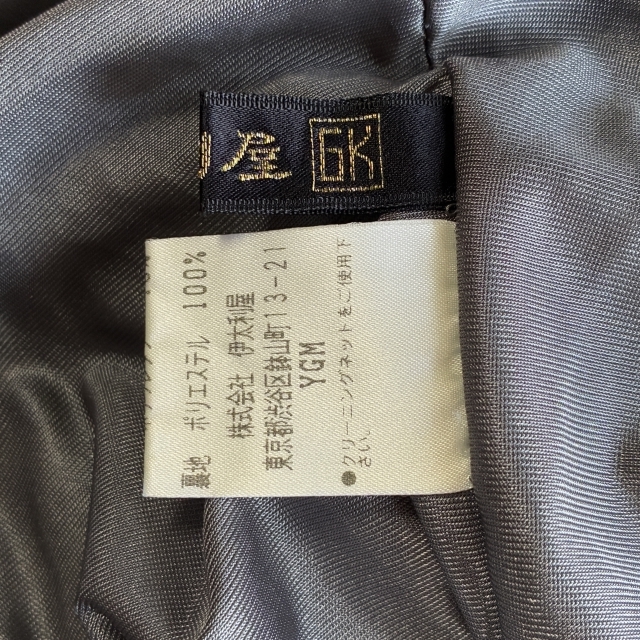 屋 GK
裏地 ポリエステル 100%
株式会社 伊太利屋
東京都渋谷区鉢山町13-21
YGM
●クリーニングネットをご使用下
さい。